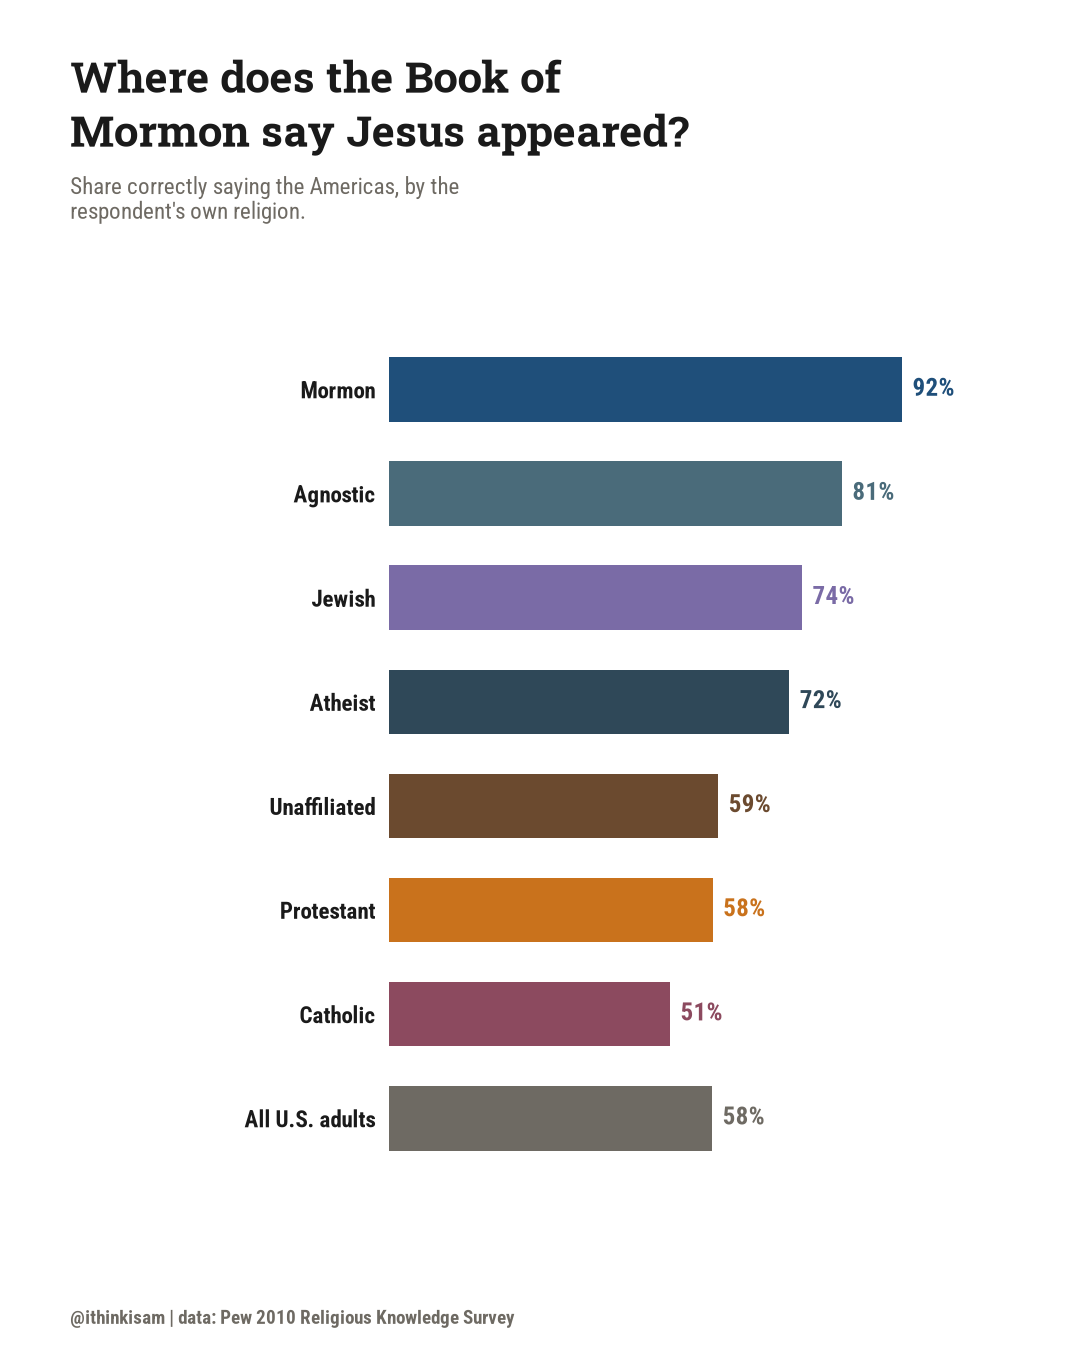 Where does the Book of
Mormon say Jesus appeared?
Share correctly saying the Americas, by the
respondent's own religion.
Mormon 92%
Agnostic 81%
Jewish 74%
Atheist 72%
Unaffiliated 59%
Protestant 58%
Catholic 51%
All U.S. adults 58%
@ithinkisam | data: Pew 2010 Religious Knowledge Survey